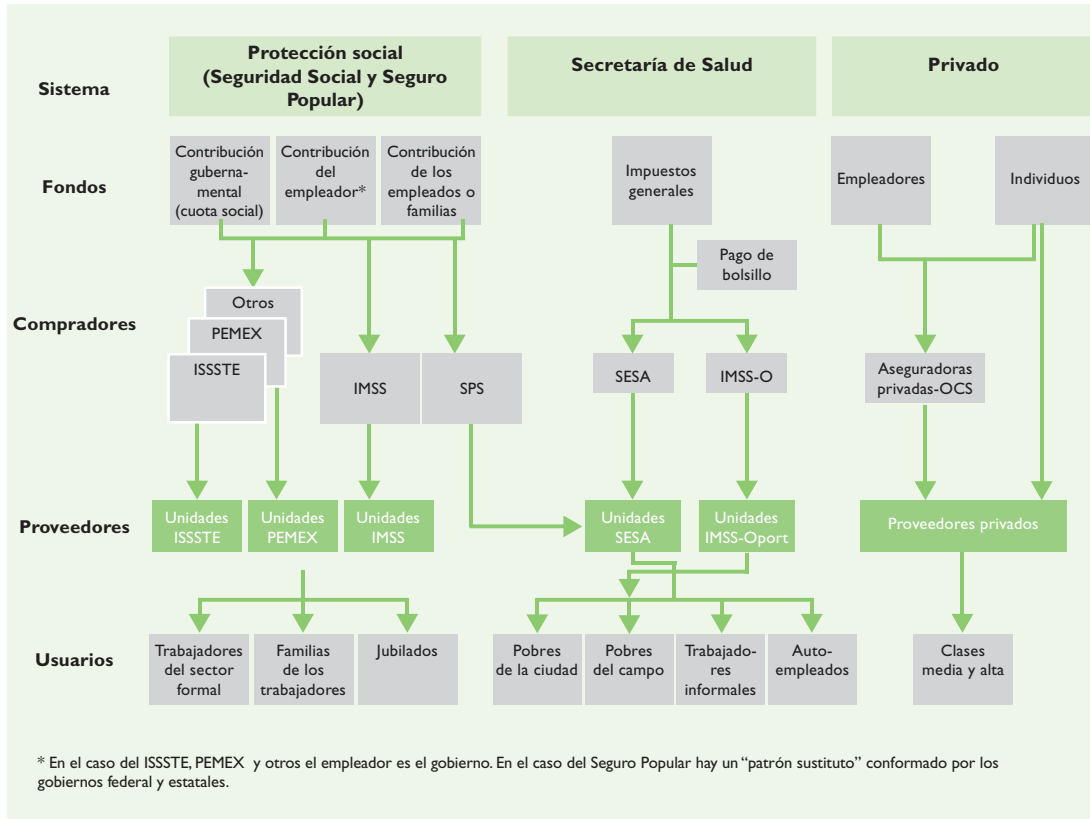 Sistema
Protección social
(Seguridad Social y Seguro
Popular)
Secretaría de Salud
Privado
Fondos
Contribución
guberna-
mental
(cuota social)
Contribución
del
empleador*
Contribución
de los
empleados o
familias
Impuestos
generales
Empleadores
Individuos
Pago de
bolsillo
Compradores
Otros
PEMEX
ISSSTE
IMSS
SPS
SESA
IMSS-O
Aseguradoras
privadas-OCS
Proveedores
Unidades
ISSSTE
Unidades
PEMEX
Unidades
IMSS
Unidades
SESA
Unidades
IMSS-Oport
Proveedores privados
Usuarios
Trabajadores
del sector
formal
Familias
de los
trabajadores
Jubilados
Pobres
de la ciudad
Pobres
del campo
Trabajado-
res
informales
Auto-
empleados
Clases
media y alta
* En el caso del ISSSTE, PEMEX y otros el empleador es el gobierno. En el caso del Seguro Popular hay un “patrón sustituto” conformado por los
gobiernos federal y estatales.